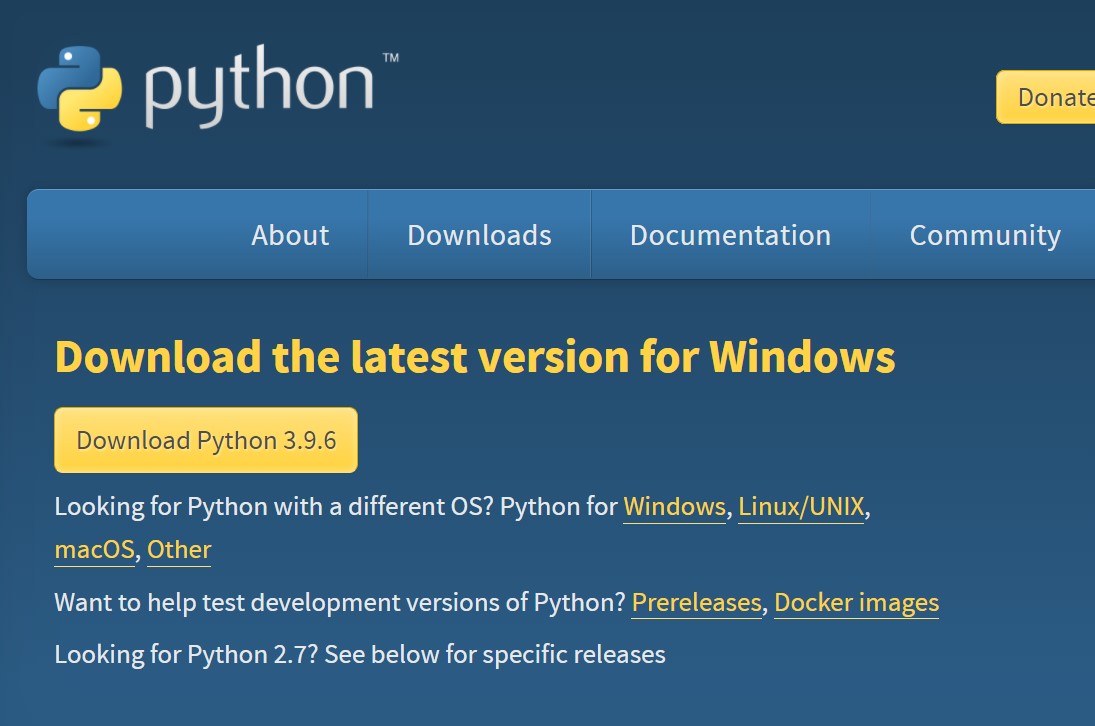 python™
Donate
About Downloads Documentation Community
Download the latest version for Windows
Download Python 3.9.6
Looking for Python with a different OS? Python for Windows, Linux/UNIX,
macOS, Other
Want to help test development versions of Python? Prereleases, Docker images
Looking for Python 2.7? See below for specific releases